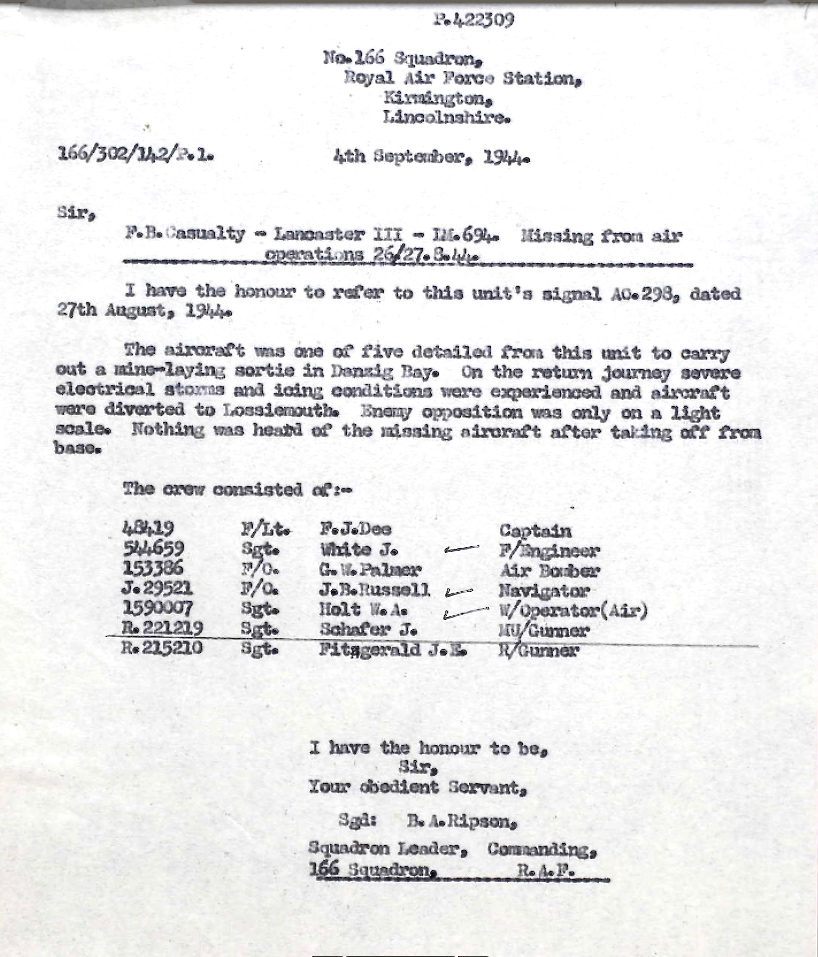 P.422309
No.166 Squadron,
Royal Air Force Station,
Kirmington,
Lincolnshire.
166/302/142/P.1. 4th September, 1944.
Sir,
F.B.Casualty - Lancaster III - LM.694. Missing from air
operations 26/27.8.44.
I have the honour to refer to this unit's signal AO.298, dated
27th August, 1944.
The aircraft was one of five detailed from this unit to carry
out a mine-laying sortie in Danzig Bay. On the return journey severe
electrical storms and icing conditions were experienced and aircraft
were diverted to Lossiemouth. Enemy opposition was only on a light
scale. Nothing was heard of the missing aircraft after taking off from
base.
The crew consisted of:-
48419 F/Lt. F.J.Dee Captain
544659 Sgt. White J. F/Engineer
153386 F/O. G.W.Palmer Air Bomber
J.29521 F/O. J.B.Russell Navigator
1590007 Sgt. Holt W.A. W/Operator(Air)
R.221219 Sgt. Schafer J. MU/Gunner
R.215210 Sgt. Fitzgerald J.E. R/Gunner
I have the honour to be,
Sir,
Your obedient Servant,
Sgd: B.A.Ripson,
Squadron Leader, Commanding,
166 Squadron, R.A.F.